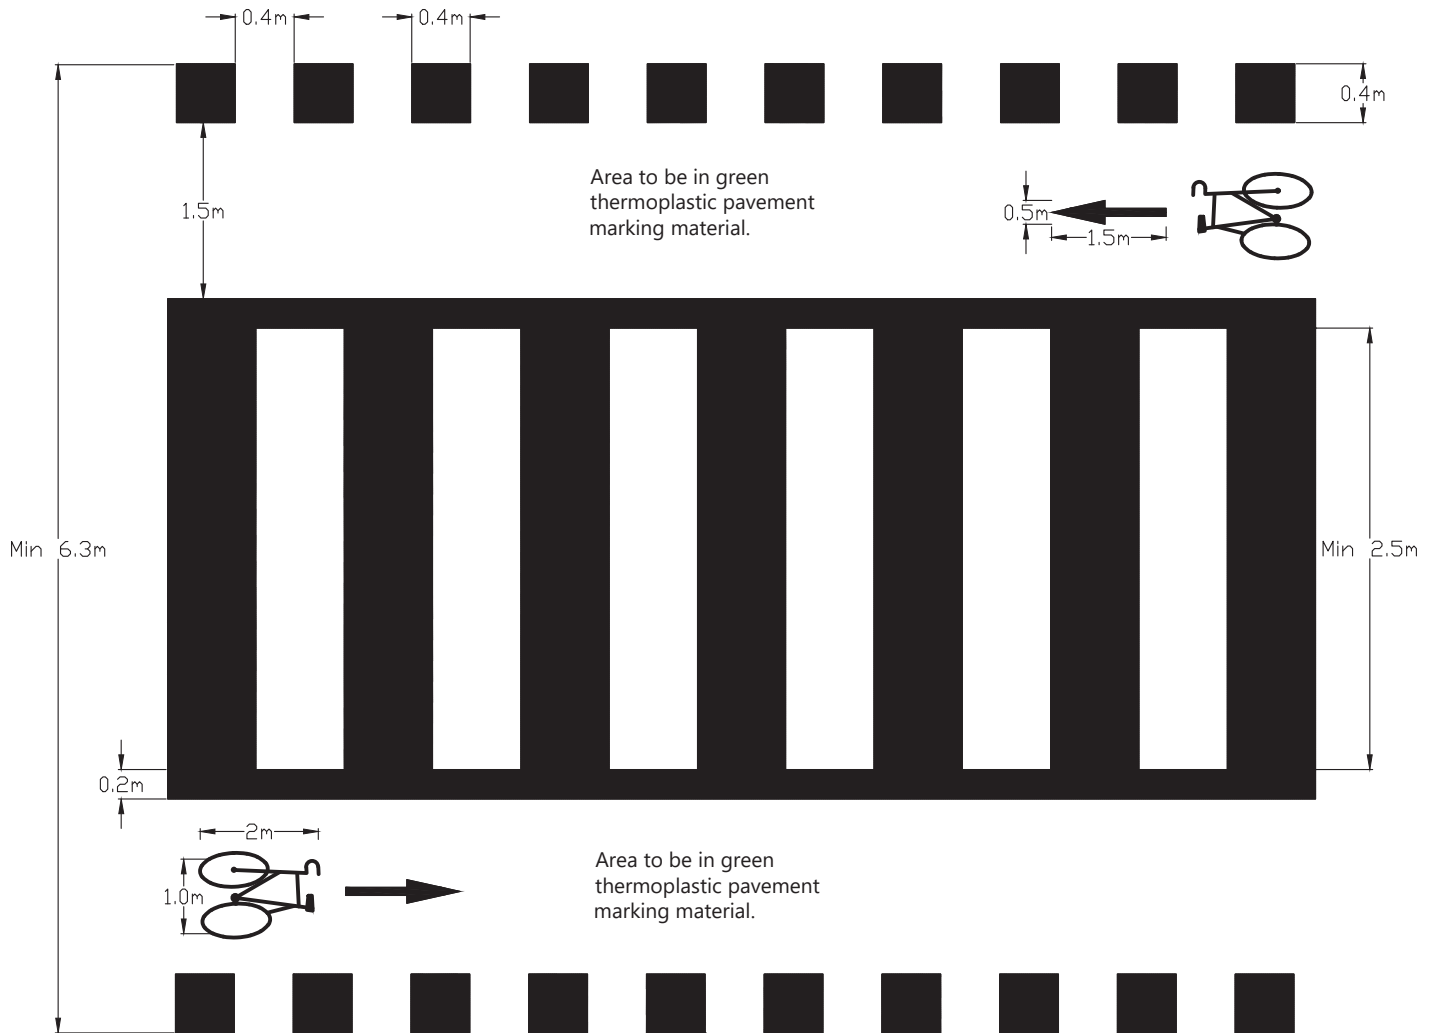 0.4m
0.4m
0.4m
Area to be in green
thermoplastic pavement
marking material.
1.5m
0.5m
1.5m
Min 6.3m
Min 2.5m
0.2m
2m
1.0m
Area to be in green
thermoplastic pavement
marking material.